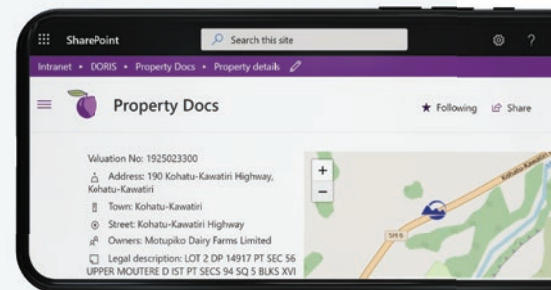 SharePoint
Search this site
?
Intranet • DORIS • Property Docs • Property details
Property Docs
★ Following
Share
Valuation No: 1925023300
Address: 190 Kohatu-Kawatiri Highway,
Kohatu-Kawatiri
Town: Kohatu-Kawatiri
Street: Kohatu-Kawatiri Highway
Owners: Motupiko Dairy Farms Limited
Legal description: LOT 2 DP 14917 PT SEC 56
UPPER MOUTERE D IST PT SECS 94 SQ 5 BLKS XVI
+
−
SH 6